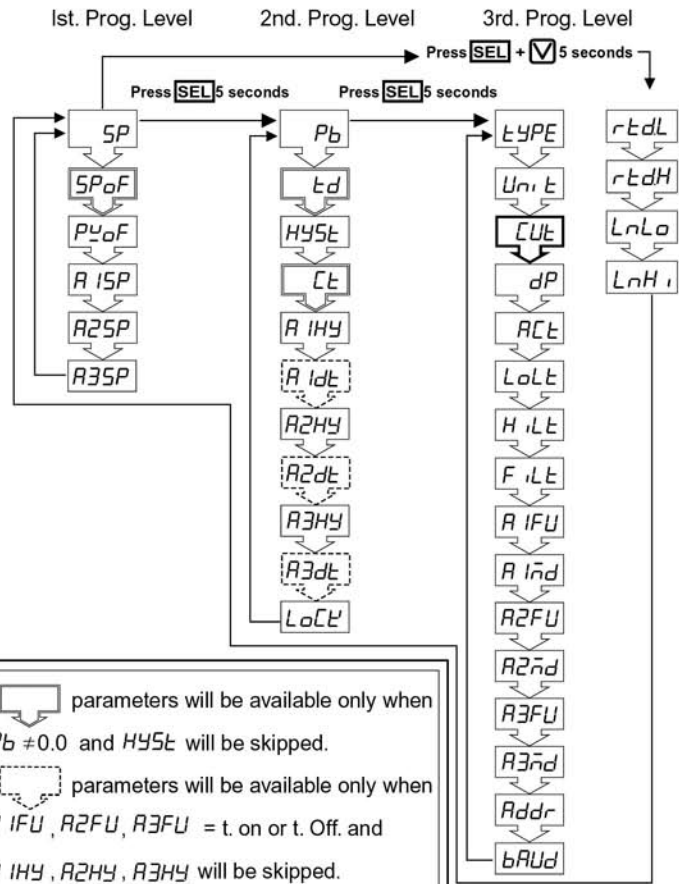 Ist. Prog. Level 2nd. Prog. Level 3rd. Prog. Level
Press SEL + V 5 seconds
Press SEL 5 seconds Press SEL 5 seconds
SP
SPoF
PVoF
A1SP
A2SP
A3SP
Pb
td
HYSt
Ct
A1HY
A1dt
A2HY
A2dt
A3HY
A3dt
LoCK
tYPE
Unit
CUt
dP
ACt
LoLt
HiLt
FiLt
A1FU
A1md
A2FU
A2md
A3FU
A3md
Addr
bAUd
rtd.L
rtd.H
LnLo
LnHi
parameters will be available only when
Pb ≠0.0 and HYSt will be skipped.
parameters will be available only when
A1FU , A2FU , A3FU = t. on or t. Off. and
A1HY , A2HY , A3HY will be skipped.